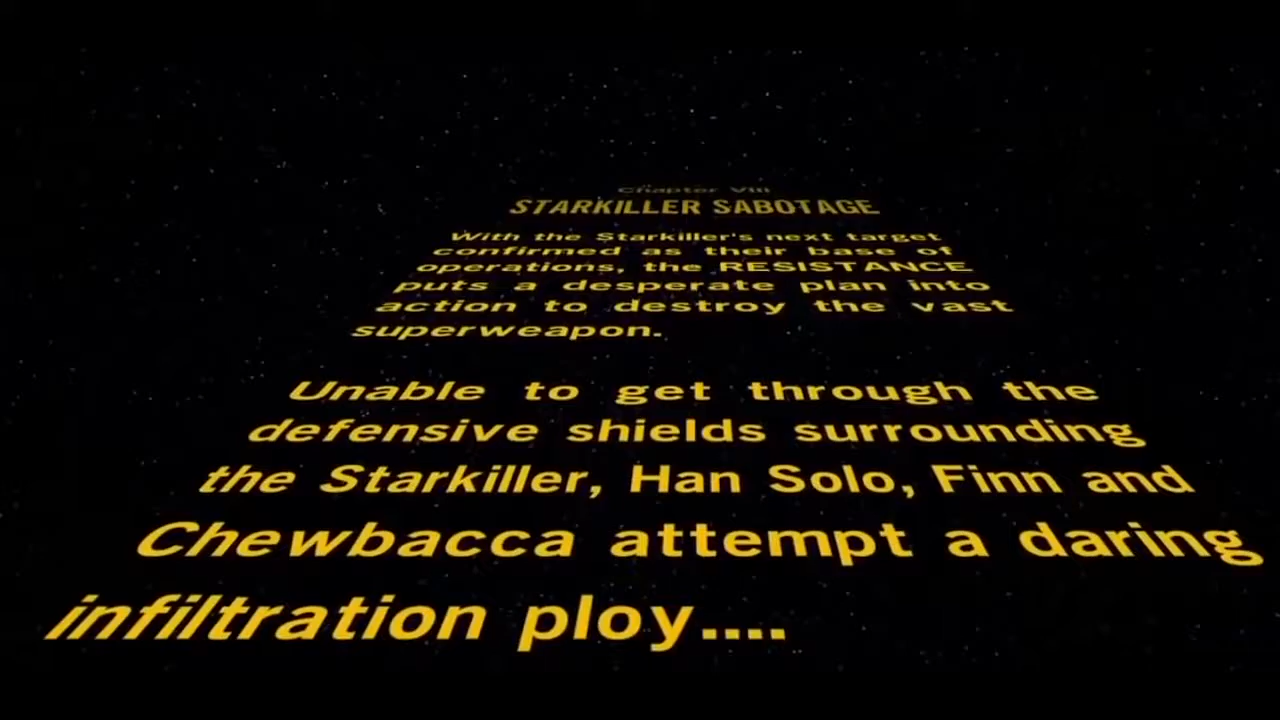 Chapter VIII
STARKILLER SABOTAGE
With the Starkiller's next target
confirmed as their base of
operations, the RESISTANCE
puts a desperate plan into
action to destroy the vast
superweapon.
Unable to get through the
defensive shields surrounding
the Starkiller, Han Solo, Finn and
Chewbacca attempt a daring
infiltration ploy....